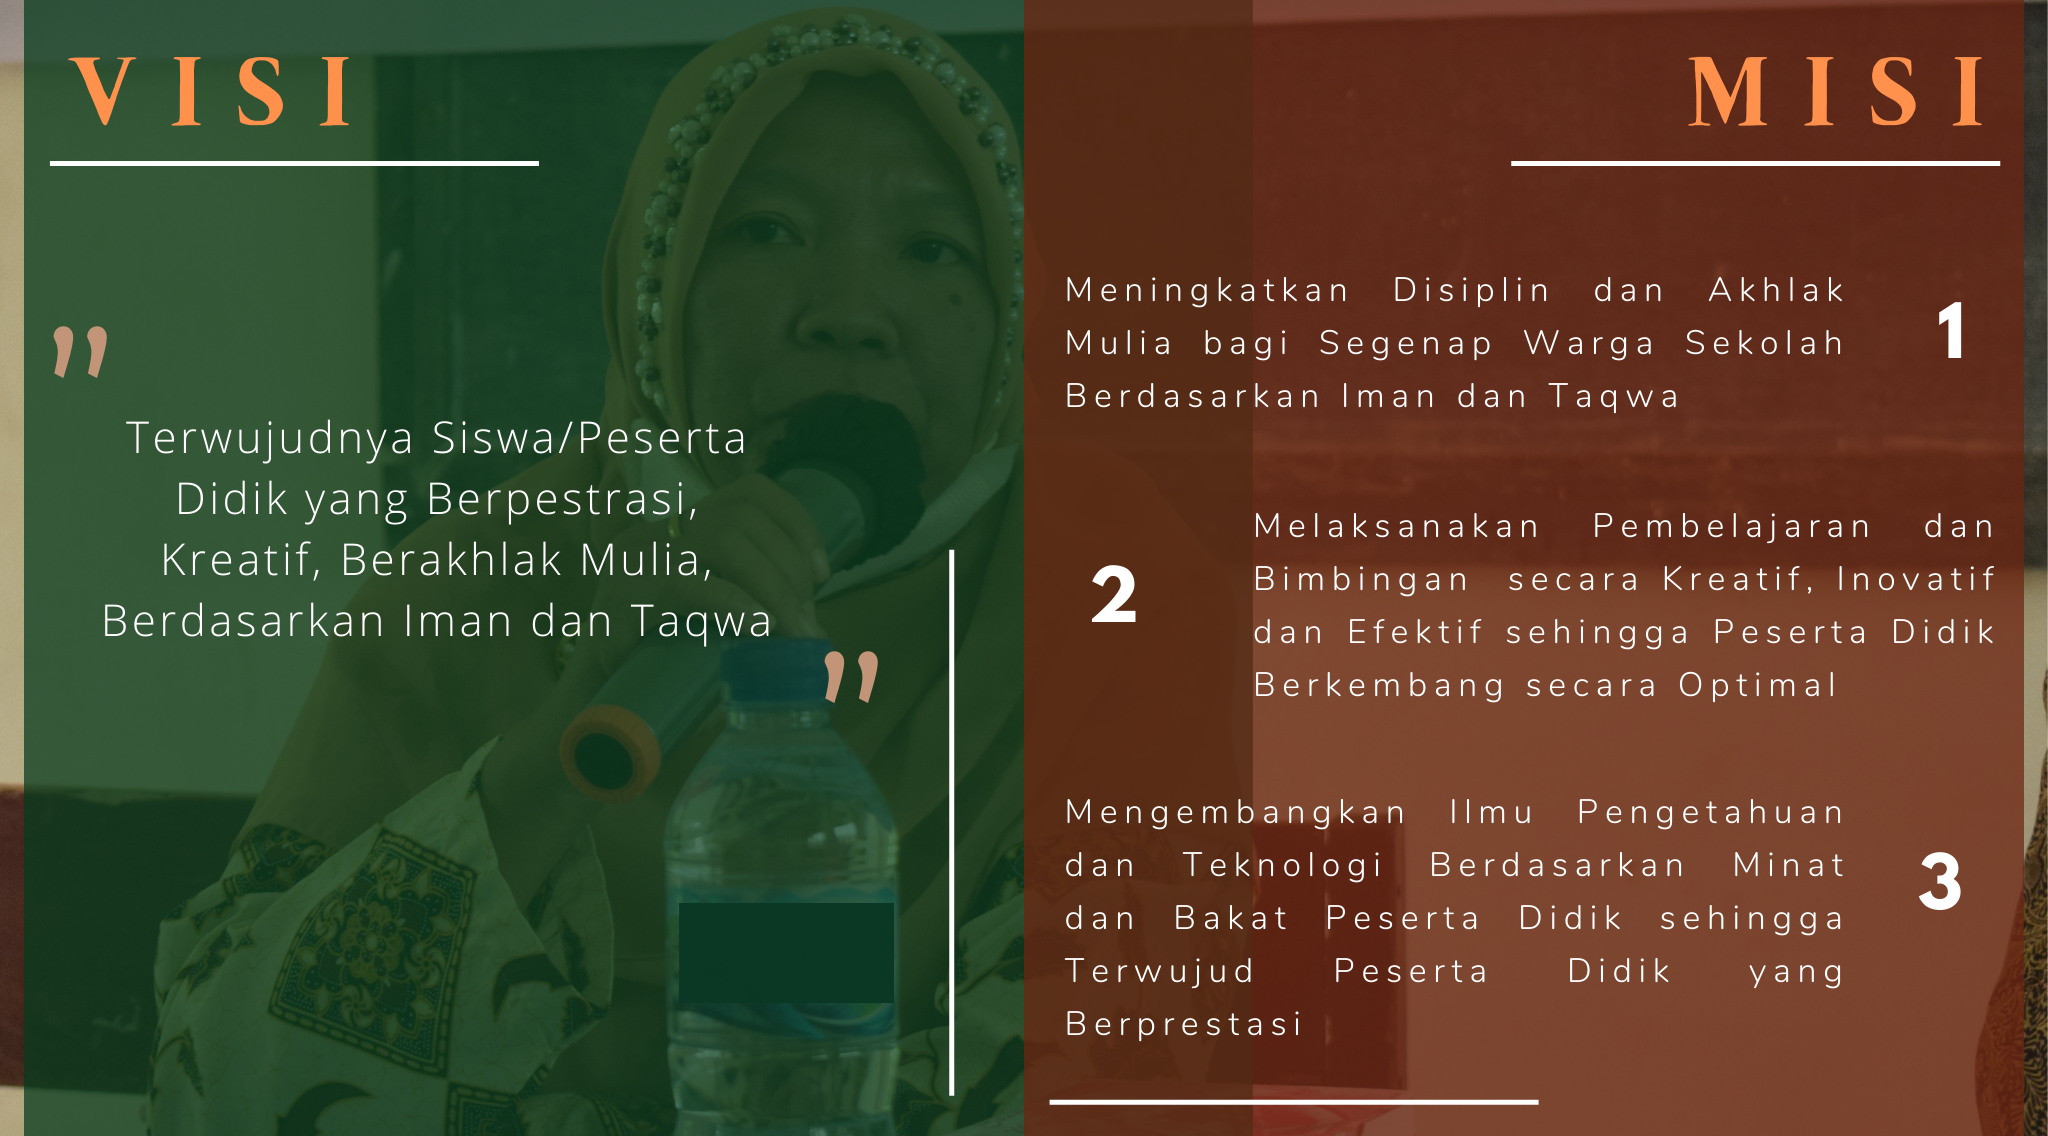 VISI
”
Terwujudnya Siswa/Peserta
Didik yang Berpestrasi,
Kreatif, Berakhlak Mulia,
Berdasarkan Iman dan Taqwa
”
MISI
Meningkatkan Disiplin dan Akhlak
Mulia bagi Segenap Warga Sekolah
Berdasarkan Iman dan Taqwa
1
2
Melaksanakan Pembelajaran dan
Bimbingan secara Kreatif, Inovatif
dan Efektif sehingga Peserta Didik
Berkembang secara Optimal
Mengembangkan Ilmu Pengetahuan
dan Teknologi Berdasarkan Minat
dan Bakat Peserta Didik sehingga
Terwujud Peserta Didik yang
Berprestasi
3